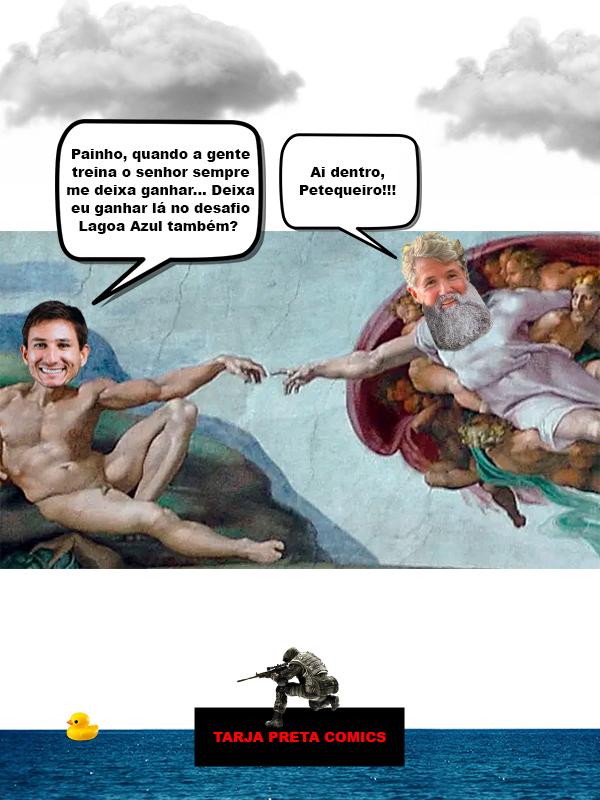 Painho, quando a gente
treina o senhor sempre
me deixa ganhar... Deixa
eu ganhar lá no desafio
Lagoa Azul também?
Ai dentro,
Petequeiro!!!
TARJA PRETA COMICS